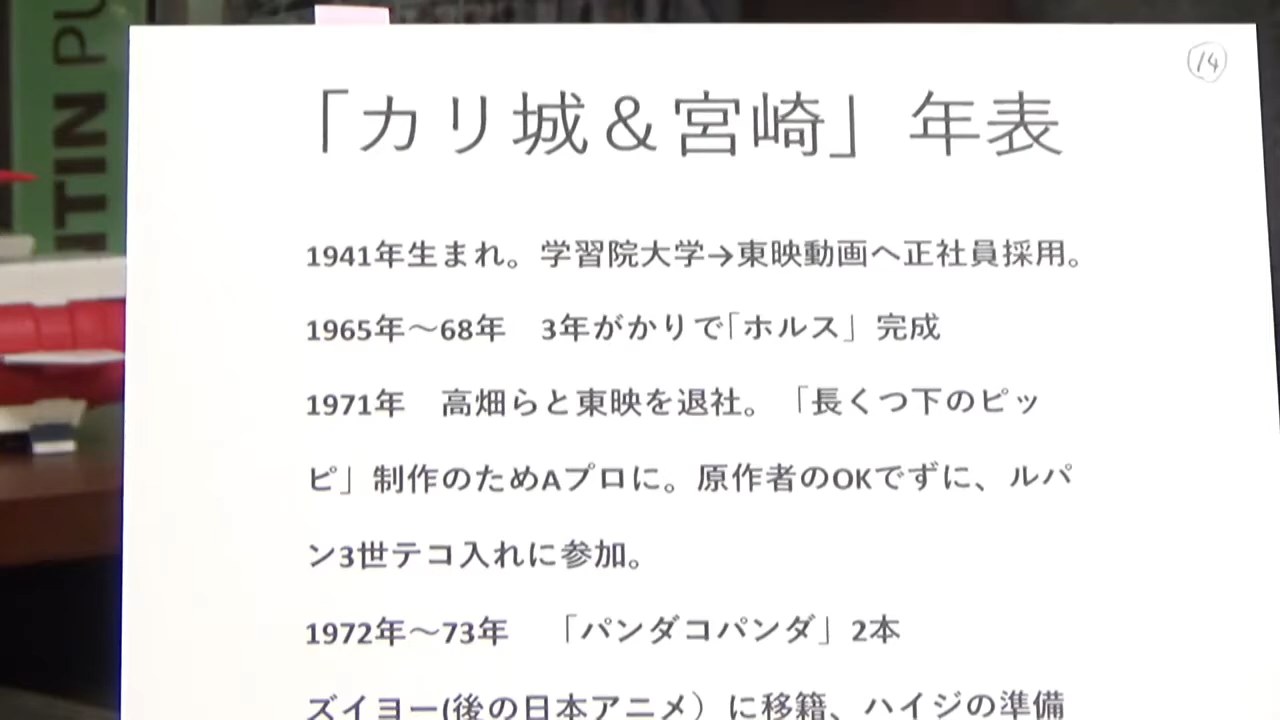 TIN PU
14
「カリ城＆宮崎」年表
1941年生まれ。学習院大学→東映動画へ正社員採用。
1965年～68年　3年がかりで「ホルス」完成
1971年　高畑らと東映を退社。「長くつ下のピッ
ピ」制作のためAプロに。原作者のOKでずに、ルパ
ン3世テコ入れに参加。
1972年～73年　「パンダコパンダ」2本
ズイヨー(後の日本アニメ）に移籍、ハイジの準備